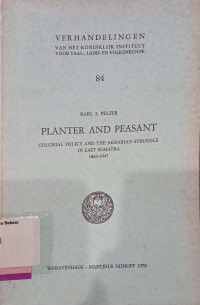 VERHANDELINGEN
VAN HET KONINKLIJK INSTITUUT
VOOR TAAL-, LAND- EN VOLKENKUNDE
84
KARL J. PELZER
PLANTER AND PEASANT
COLONIAL POLICY AND THE AGRARIAN STRUGGLE
IN EAST SUMATRA
1863-1947
'S-GRAVENHAGE - MARTINUS NIJHOFF 1978